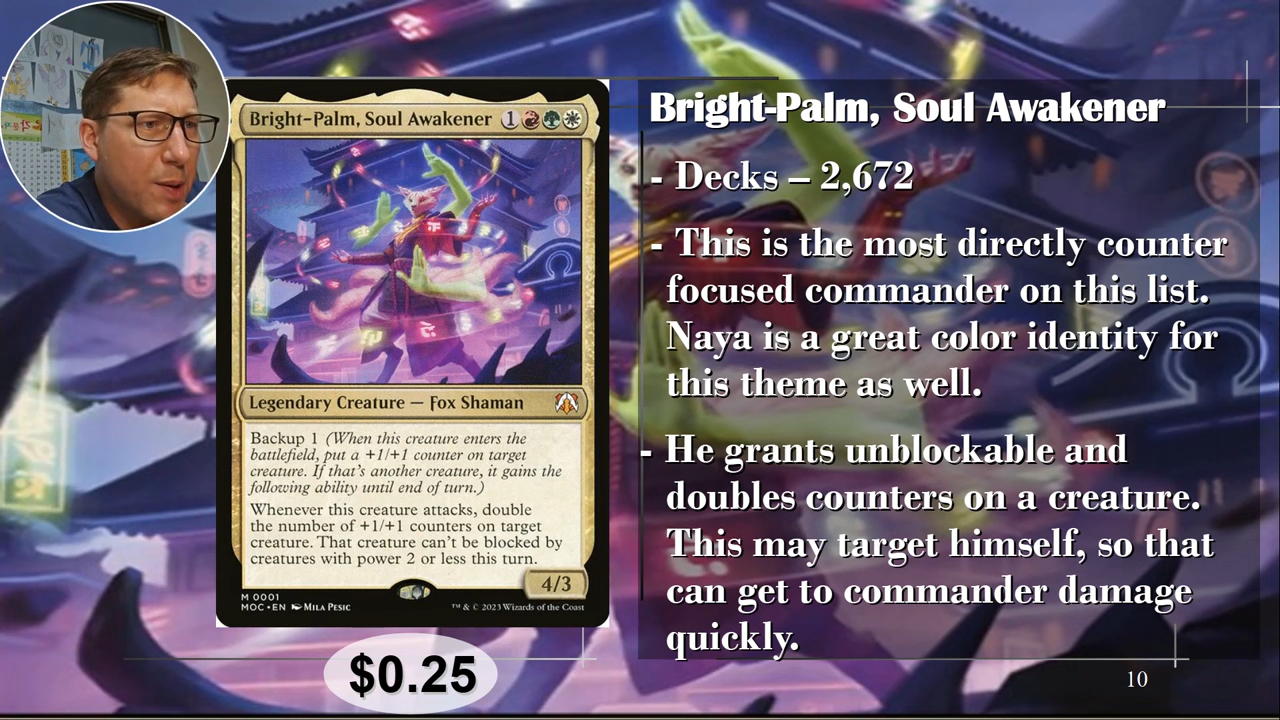 Bright-Palm, Soul Awakener 1
Legendary Creature — Fox Shaman
Backup 1 (When this creature enters the
battlefield, put a +1/+1 counter on target
creature. If that's another creature, it gains the
following ability until end of turn.)
Whenever this creature attacks, double
the number of +1/+1 counters on target
creature. That creature can't be blocked by
creatures with power 2 or less this turn.
4/3
M 0001
MOC • EN MILA PESIC
™ & © 2023 Wizards of the Coast
$0.25
Bright-Palm, Soul Awakener
- Decks – 2,672
- This is the most directly counter
focused commander on this list.
Naya is a great color identity for
this theme as well.
- He grants unblockable and
doubles counters on a creature.
This may target himself, so that
can get to commander damage
quickly.
10